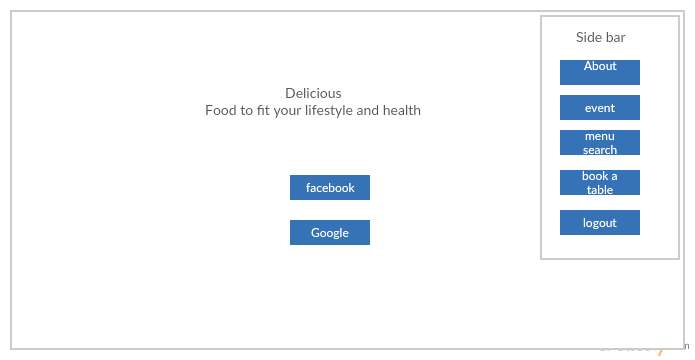 Side bar
About
Delicious
Food to fit your lifestyle and health
event
menu
search
book a
table
facebook
logout
Google